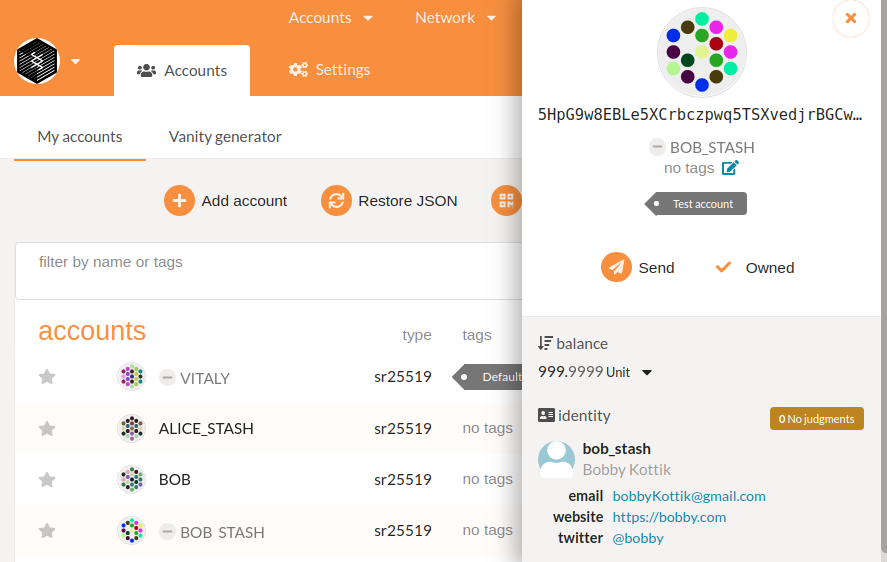 Accounts
Network
Accounts
Settings
My accounts
Vanity generator
Add account
Restore JSON
filter by name or tags
accounts
type
tags
VITALY
sr25519
Default
ALICE_STASH
sr25519
no tags
BOB
sr25519
no tags
BOB_STASH
sr25519
no tags
5HpG9w8EBLe5XCrbczpwq5TSXvedjrBGCw…
BOB_STASH
no tags
Test account
Send
Owned
balance
999.9999 Unit
identity
0 No judgments
bob_stash
Bobby Kottik
email bobbyKottik@gmail.com
website https://bobby.com
twitter @bobby